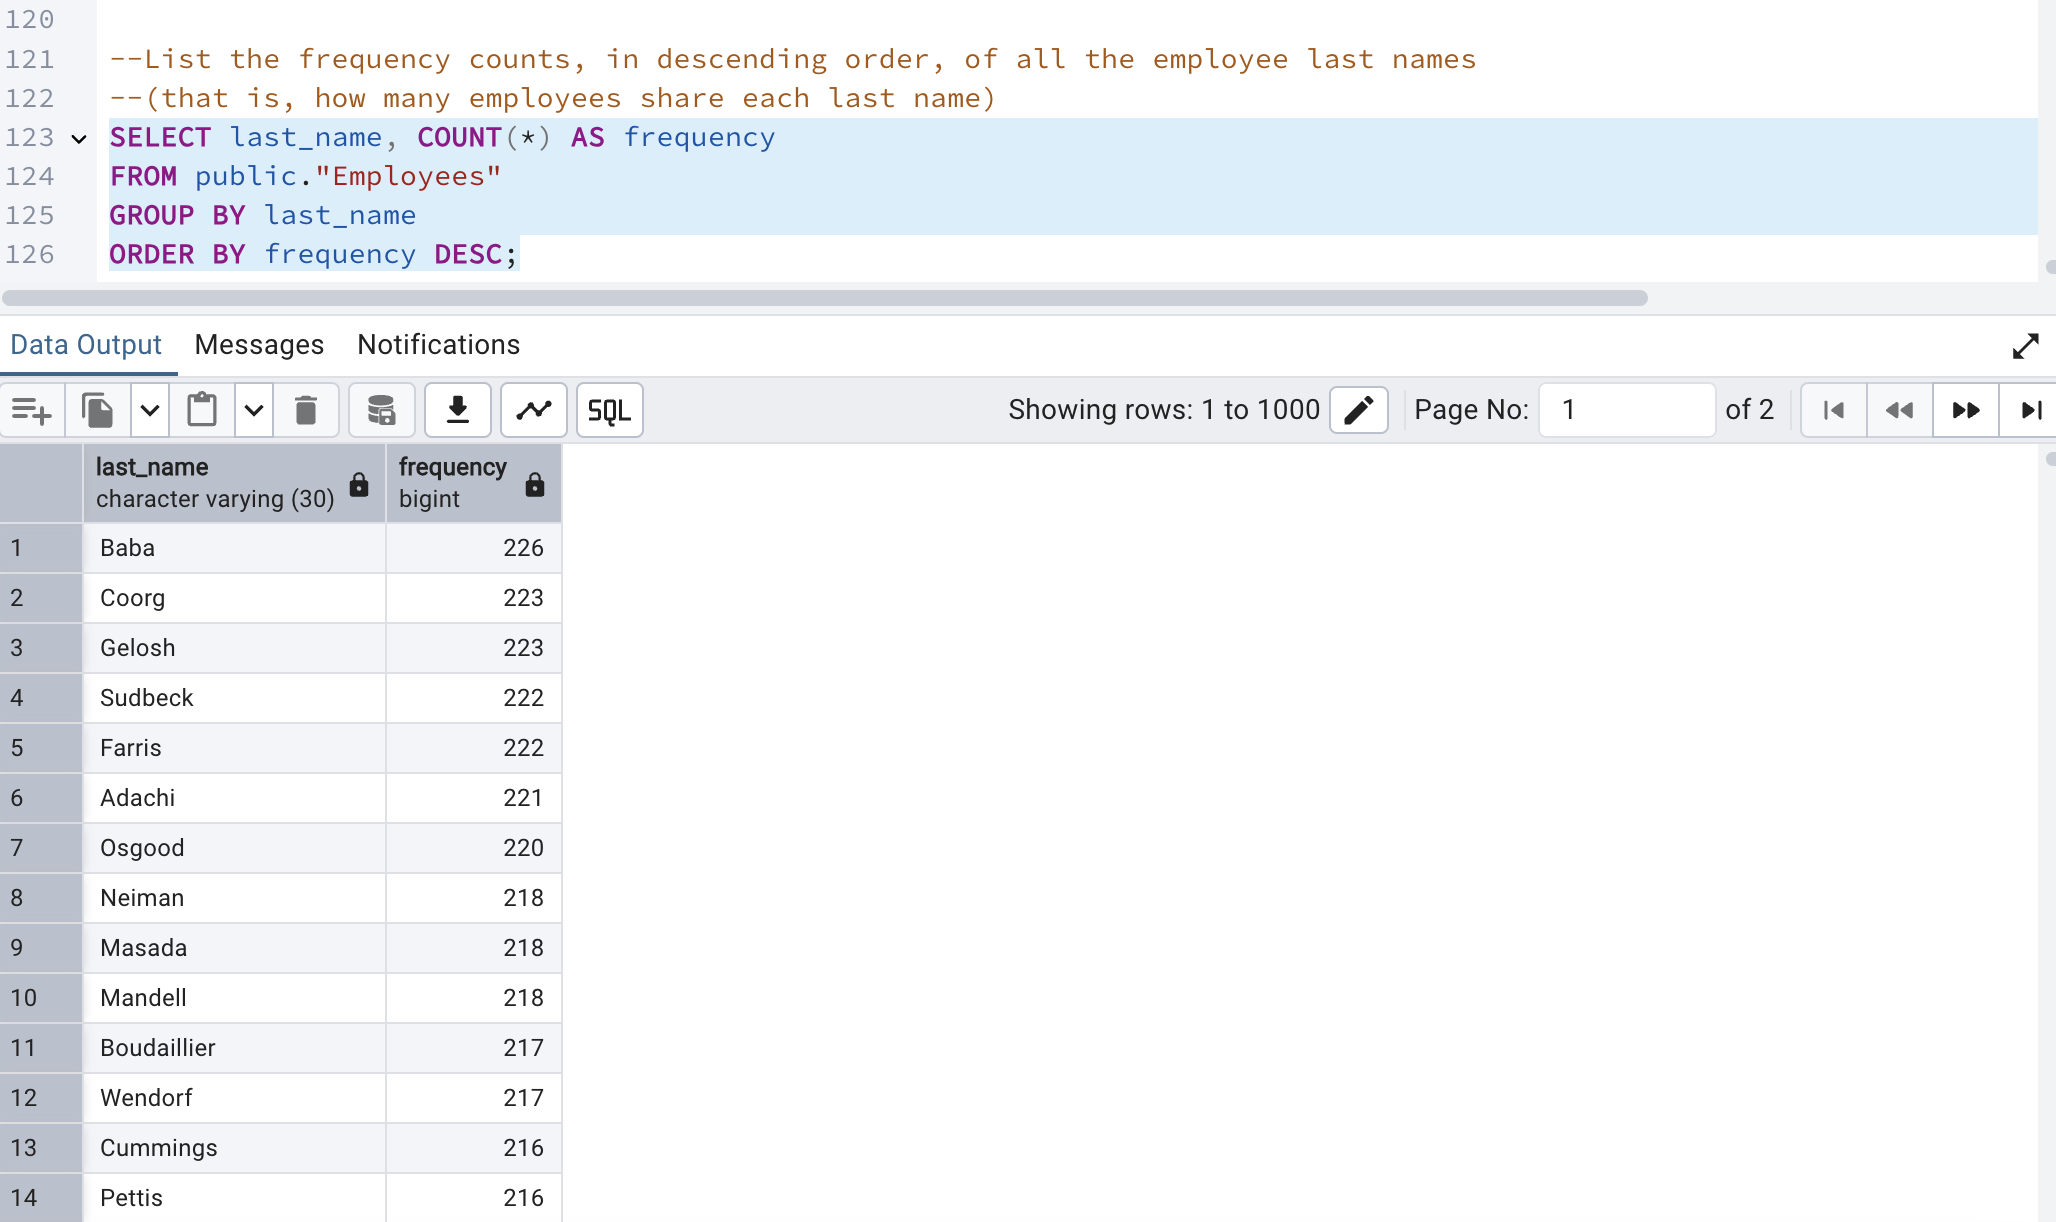 120
121 --List the frequency counts, in descending order, of all the employee last names
122 --(that is, how many employees share each last name)
123 SELECT last_name, COUNT(*) AS frequency
124 FROM public."Employees"
125 GROUP BY last_name
126 ORDER BY frequency DESC;
Data Output Messages Notifications
SQL Showing rows: 1 to 1000 Page No: 1 of 2
last_name frequency
character varying (30) bigint
1 Baba 226
2 Coorg 223
3 Gelosh 223
4 Sudbeck 222
5 Farris 222
6 Adachi 221
7 Osgood 220
8 Neiman 218
9 Masada 218
10 Mandell 218
11 Boudaillier 217
12 Wendorf 217
13 Cummings 216
14 Pettis 216